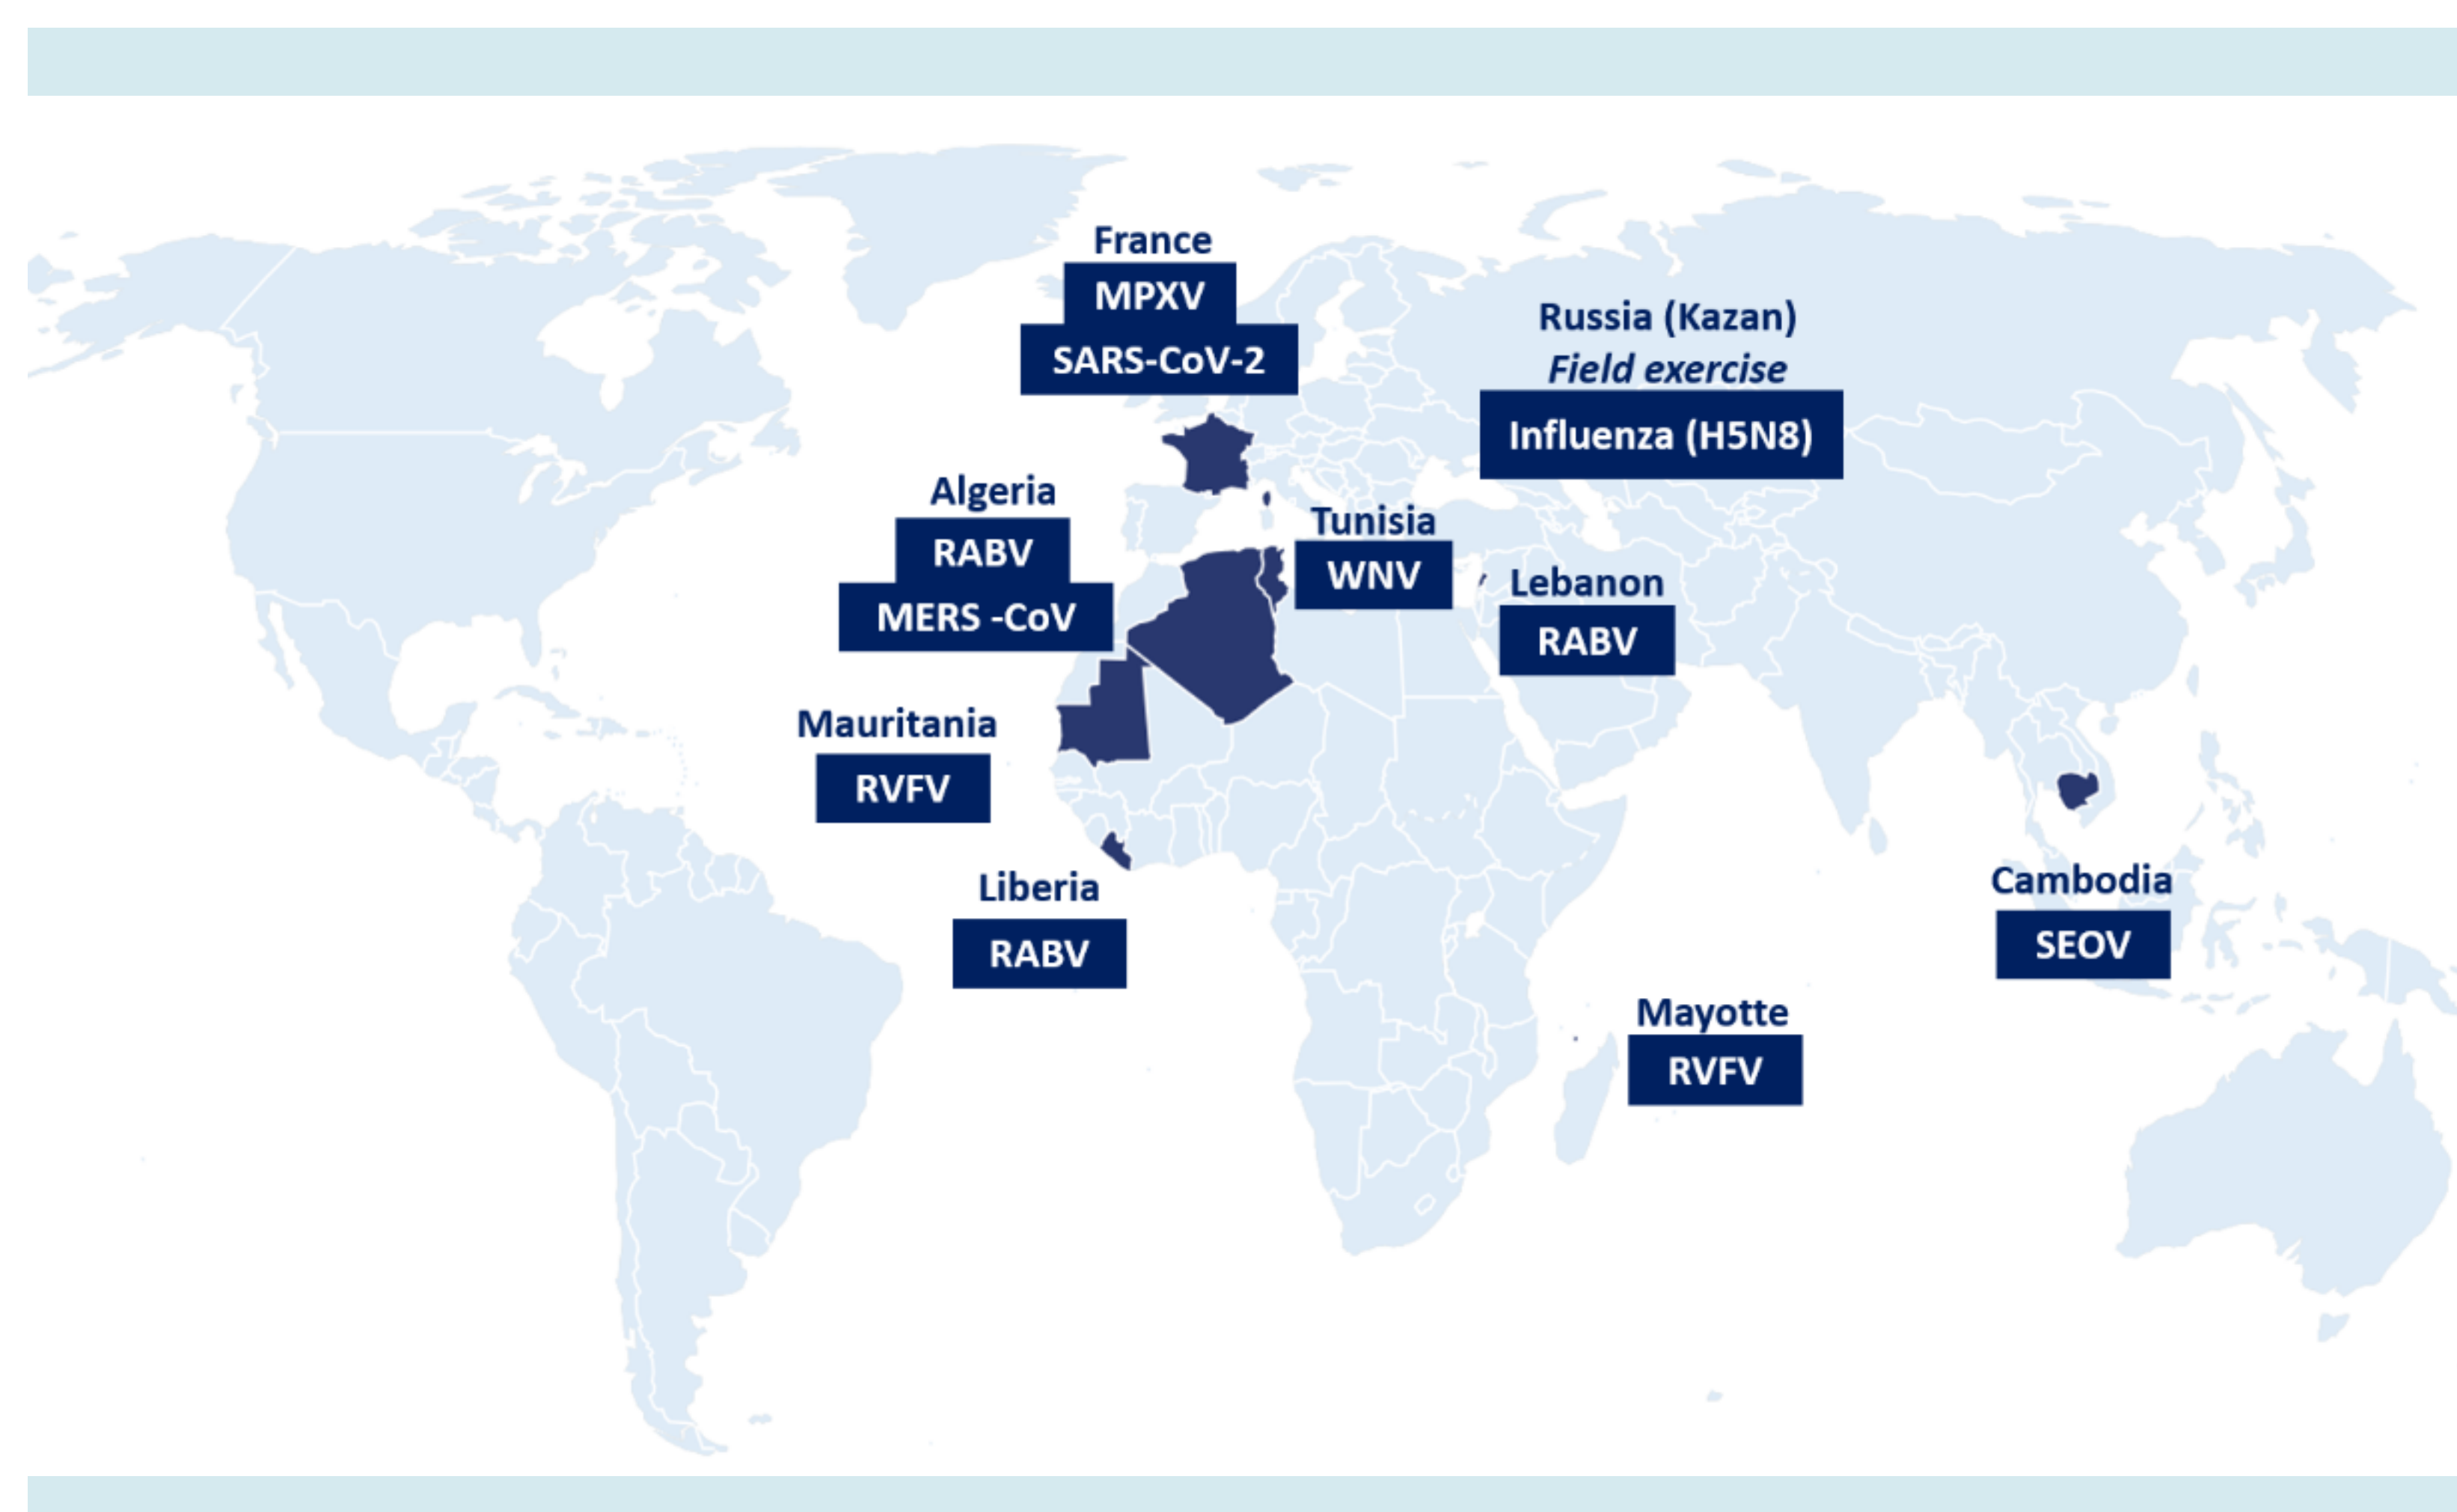 France
MPXV
SARS-CoV-2
Russia (Kazan)
Field exercise
Influenza (H5N8)
Algeria
RABV
MERS -CoV
Tunisia
WNV
Lebanon
RABV
Mauritania
RVFV
Liberia
RABV
Cambodia
SEOV
Mayotte
RVFV